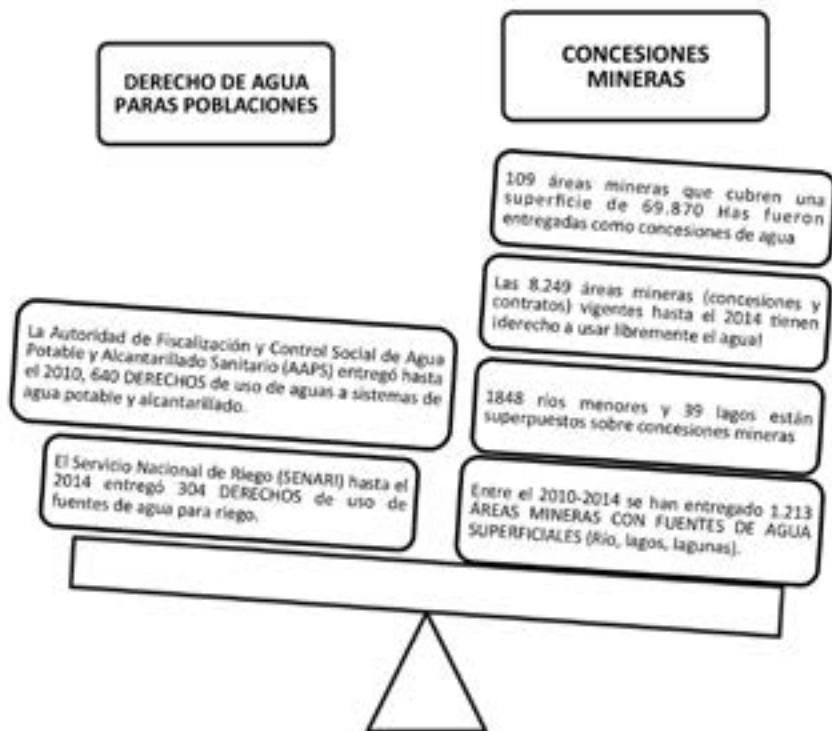 DERECHO DE AGUA
PARAS POBLACIONES
La Autoridad de Fiscalización y Control Social de Agua
Potable y Alcantarillado Sanitario (AAPS) entregó hasta
el 2010, 640 DERECHOS de uso de aguas a sistemas de
agua potable y alcantarillado.
El Servicio Nacional de Riego (SENARI) hasta el
2014 entregó 304 DERECHOS de uso de
fuentes de agua para riego.
CONCESIONES
MINERAS
109 áreas mineras que cubren una
superficie de 69.870 Has fueron
entregadas como concesiones de agua
Las 8.249 áreas mineras (concesiones y
contratos) vigentes hasta el 2014 tienen
¡derecho a usar libremente el agua!
1848 ríos menores y 39 lagos están
superpuestos sobre concesiones mineras
Entre el 2010-2014 se han entregado 1.213
ÁREAS MINERAS CON FUENTES DE AGUA
SUPERFICIALES (Río, lagos, lagunas).